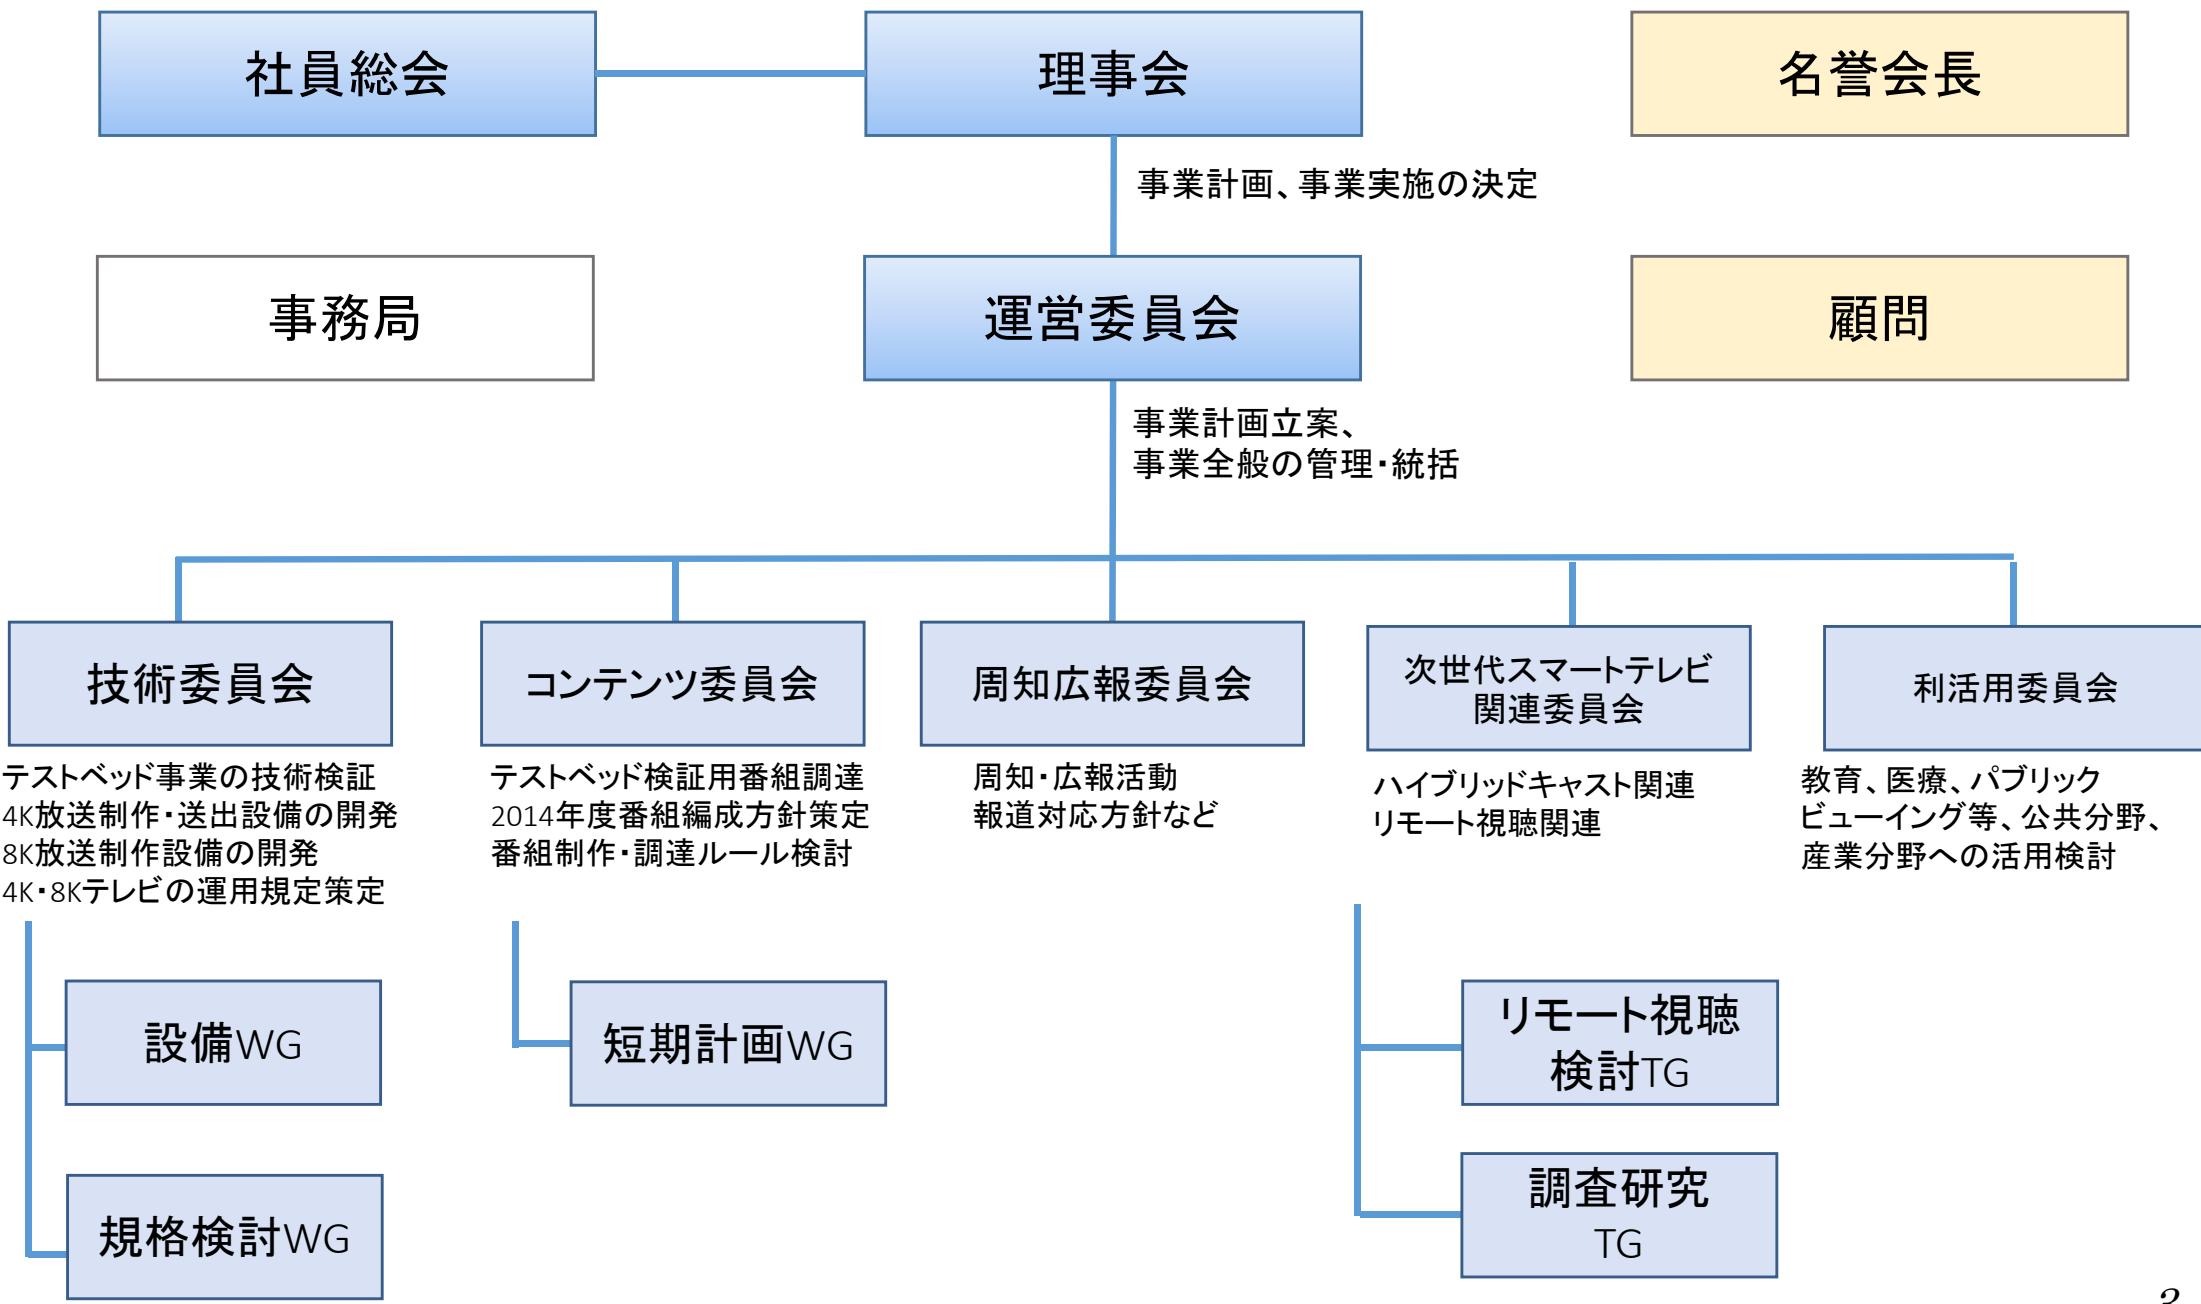 社員総会
理事会
名誉会長
事業計画、事業実施の決定
事務局
運営委員会
顧問
事業計画立案、
事業全般の管理・統括
技術委員会
コンテンツ委員会
周知広報委員会
次世代スマートテレビ
関連委員会
利活用委員会
テストベッド事業の技術検証
4K放送制作・送出設備の開発
8K放送制作設備の開発
4K・8Kテレビの運用規定策定
テストベッド検証用番組調達
2014年度番組編成方針策定
番組制作・調達ルール検討
周知・広報活動
報道対応方針など
ハイブリッドキャスト関連
リモート視聴関連
教育、医療、パブリック
ビューイング等、公共分野、
産業分野への活用検討
設備WG
短期計画WG
リモート視聴
検討TG
規格検討WG
調査研究
TG
3